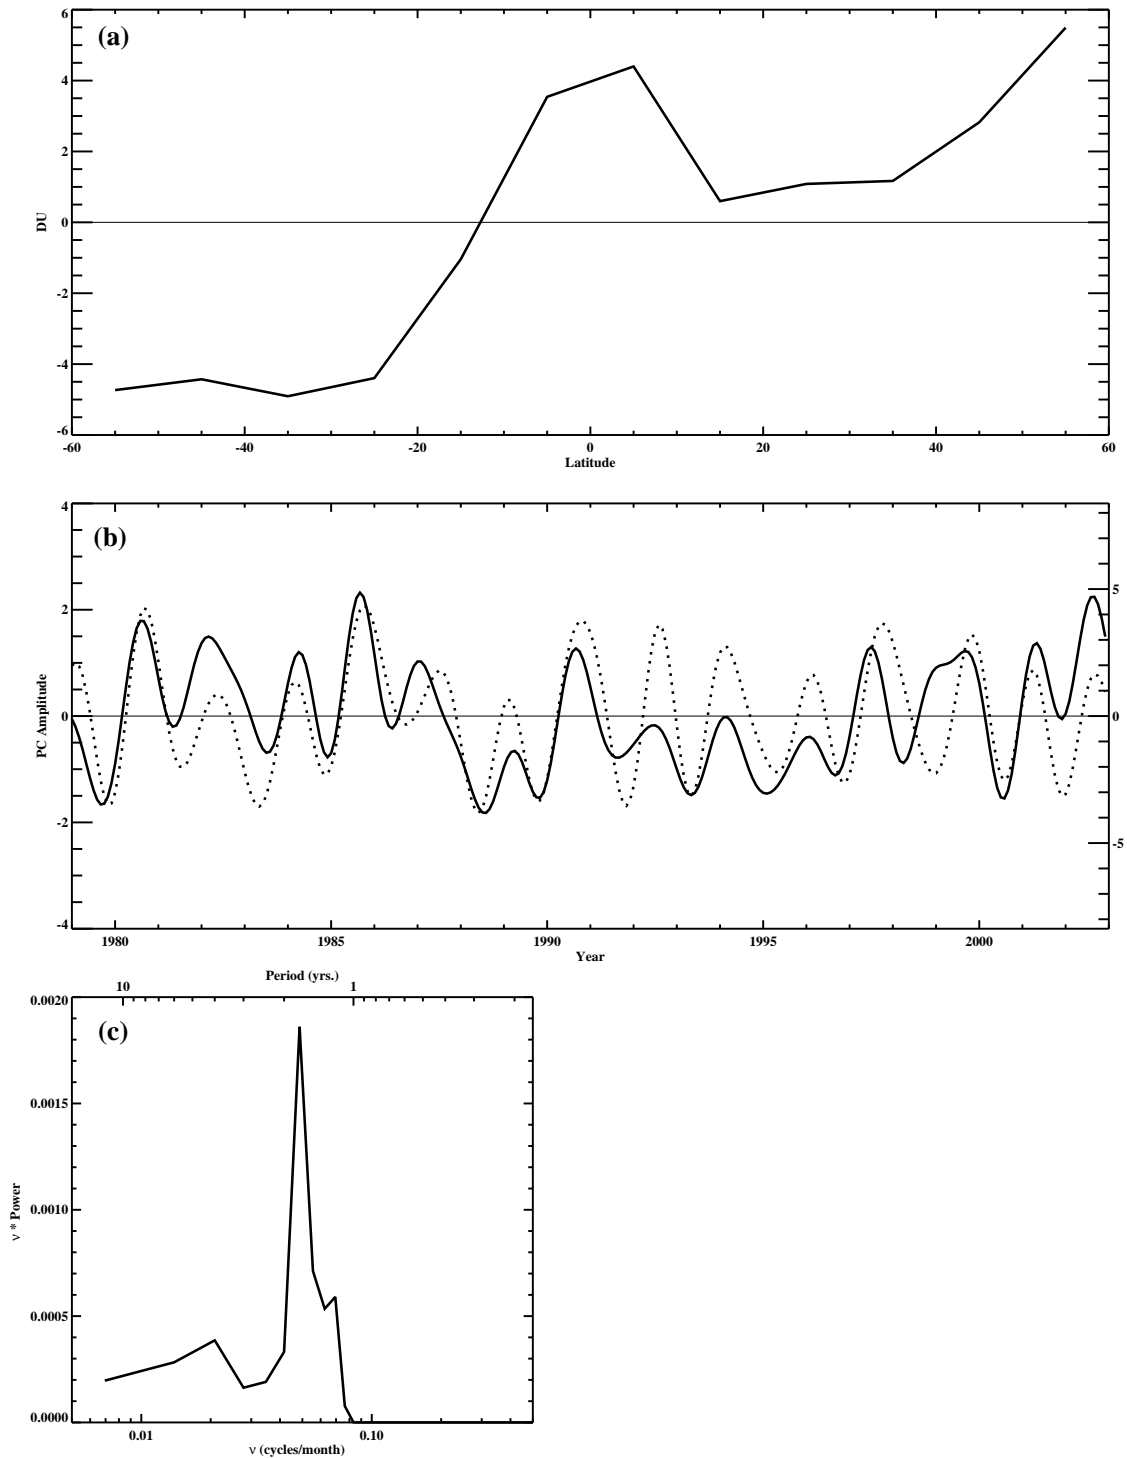 (a)
6
4
2
0
-2
-4
-6
DU
-60 -40 -20 0 20 40 60
Latitude
(b)
4
2
0
-2
-4
PC Amplitude
5
0
-5
1980 1985 1990 1995 2000
Year
Period (yrs.)
10 1
(c)
0.0020
0.0015
0.0010
0.0005
0.0000
ν * Power
0.01 0.10
ν (cycles/month)